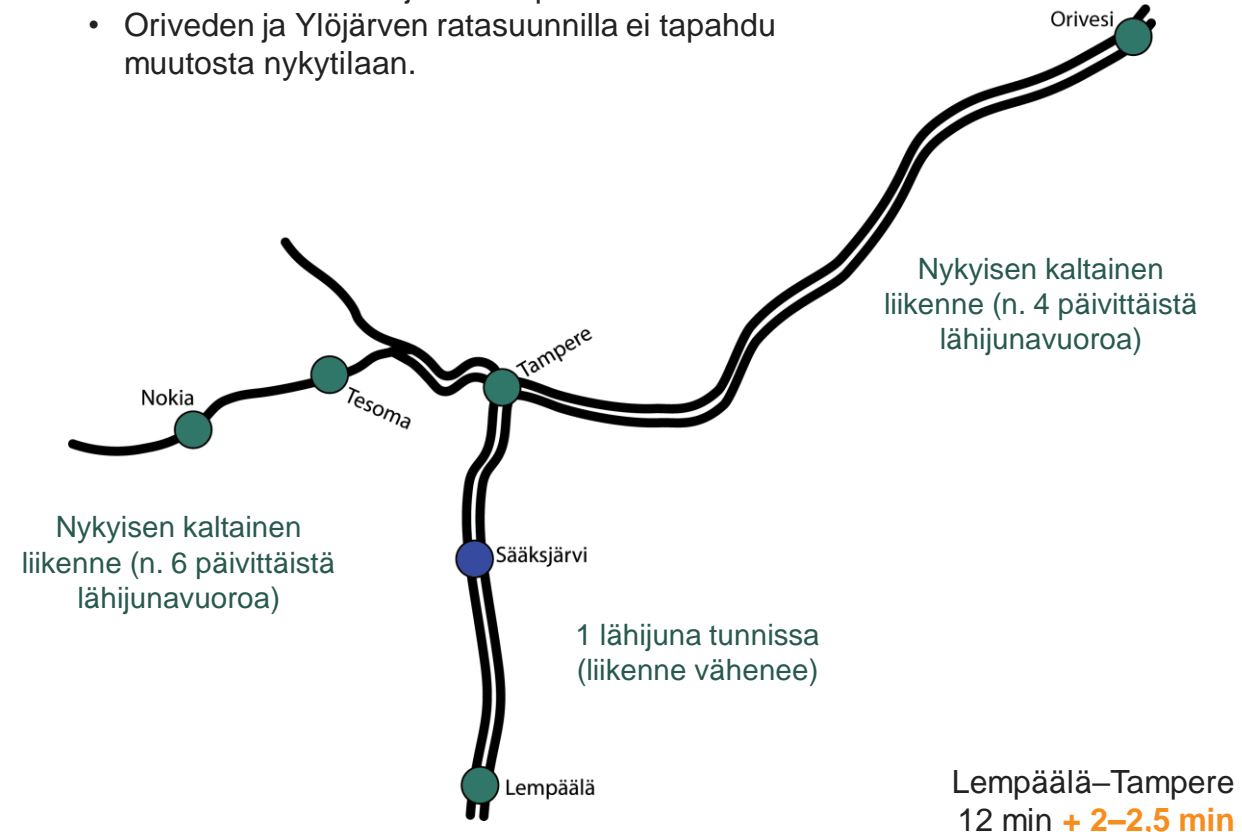 • Oriveden ja Ylöjärven ratasuunnilla ei tapahdu
muutosta nykytilaan.
Orivesi
Nykyisen kaltainen
liikenne (n. 4 päivittäistä
lähijunavuoroa)
Tampere
Tesoma
Nokia
Nykyisen kaltainen
liikenne (n. 6 päivittäistä
lähijunavuoroa)
Sääksjärvi
1 lähijuna tunnissa
(liikenne vähenee)
Lempäälä
Lempäälä–Tampere
12 min + 2–2,5 min